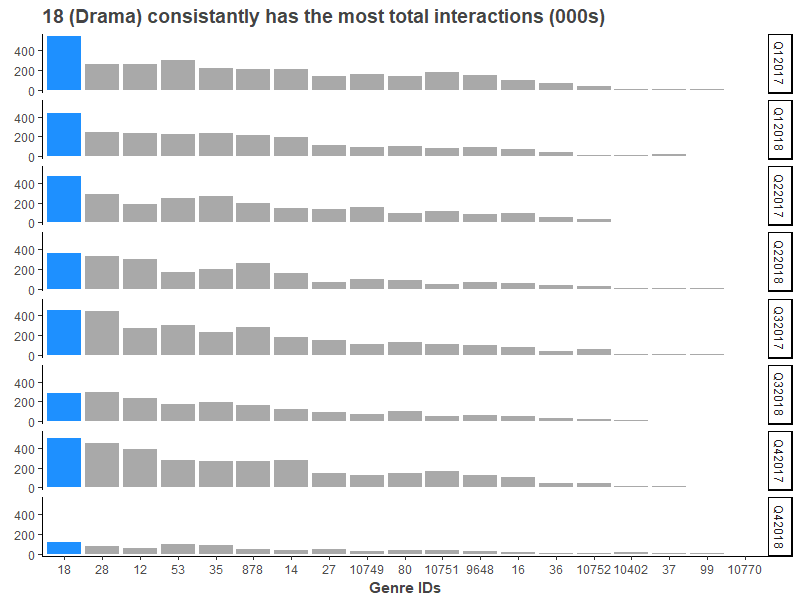 18 (Drama) consistantly has the most total interactions (000s)
400
200
0
Q12017
400
200
0
Q12018
400
200
0
Q22017
400
200
0
Q22018
400
200
0
Q32017
400
200
0
Q32018
400
200
0
Q42017
400
200
0
Q42018
18 28 12 53 35 878 14 27 10749 80 10751 9648 16 36 10752 10402 37 99 10770
Genre IDs